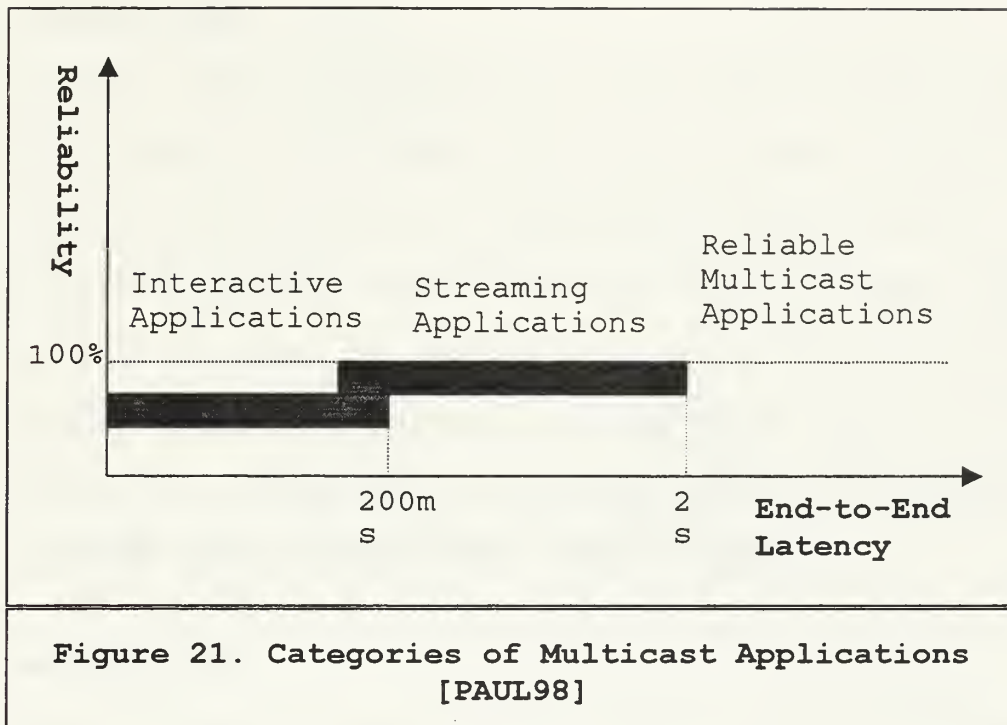 Reliability
Interactive
Applications
Streaming
Applications
Reliable
Multicast
Applications
100%
200m
s
2
s
End-to-End
Latency
Figure 21. Categories of Multicast Applications
[PAUL98]